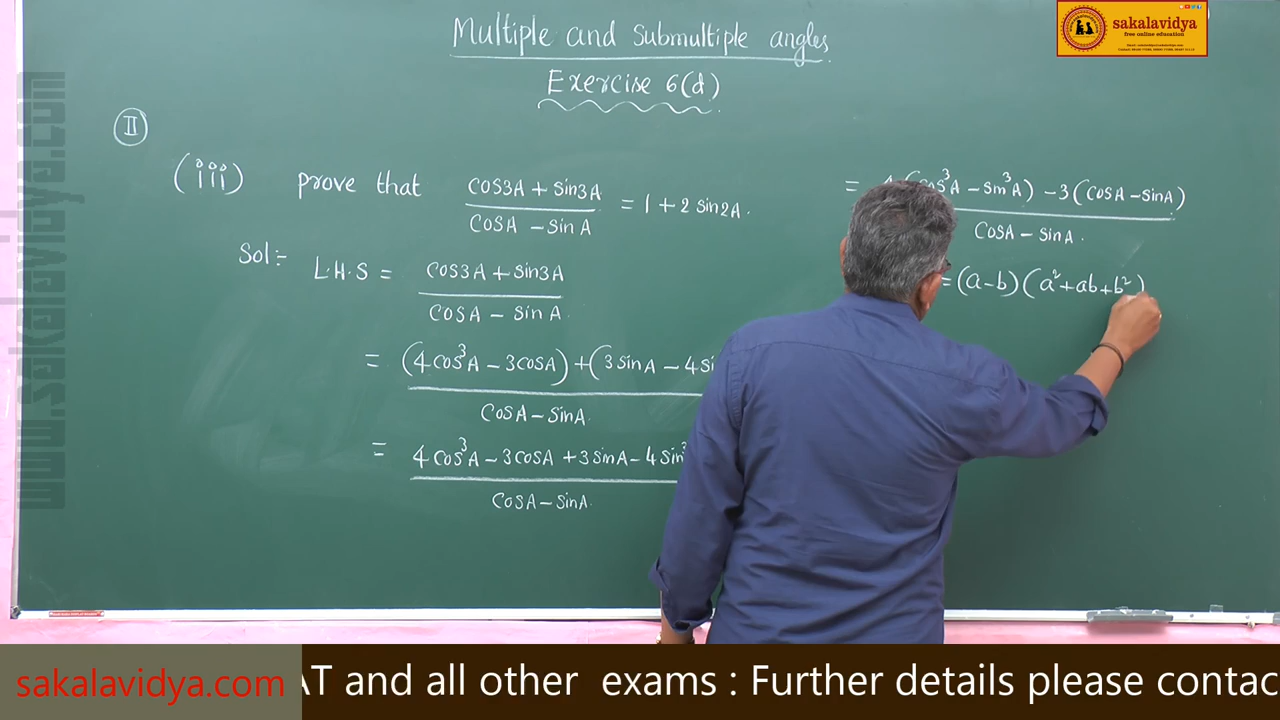 Multiple and Submultiple angles
Exercise 6(d)
II
(iii) prove that (cos3A + sin3A)/(cosA − sinA) = 1 + 2 sin2A.
Sol:- L.H.S = (cos3A + sin3A)/(cosA − sinA)
= ((4cos³A − 3cosA) + (3sinA − 4
cosA − sinA.
= 4cos³A − 3cosA + 3sinA − 4sin
cosA − sinA.
= (cos³A − sin³A) − 3(cosA − sinA)
cosA − sinA.
= (a−b)(a²+ab+b²)
sakalavidya
free online education
www.sakalavidya.com
sakalavidya.com
AT and all other exams : Further details please contac